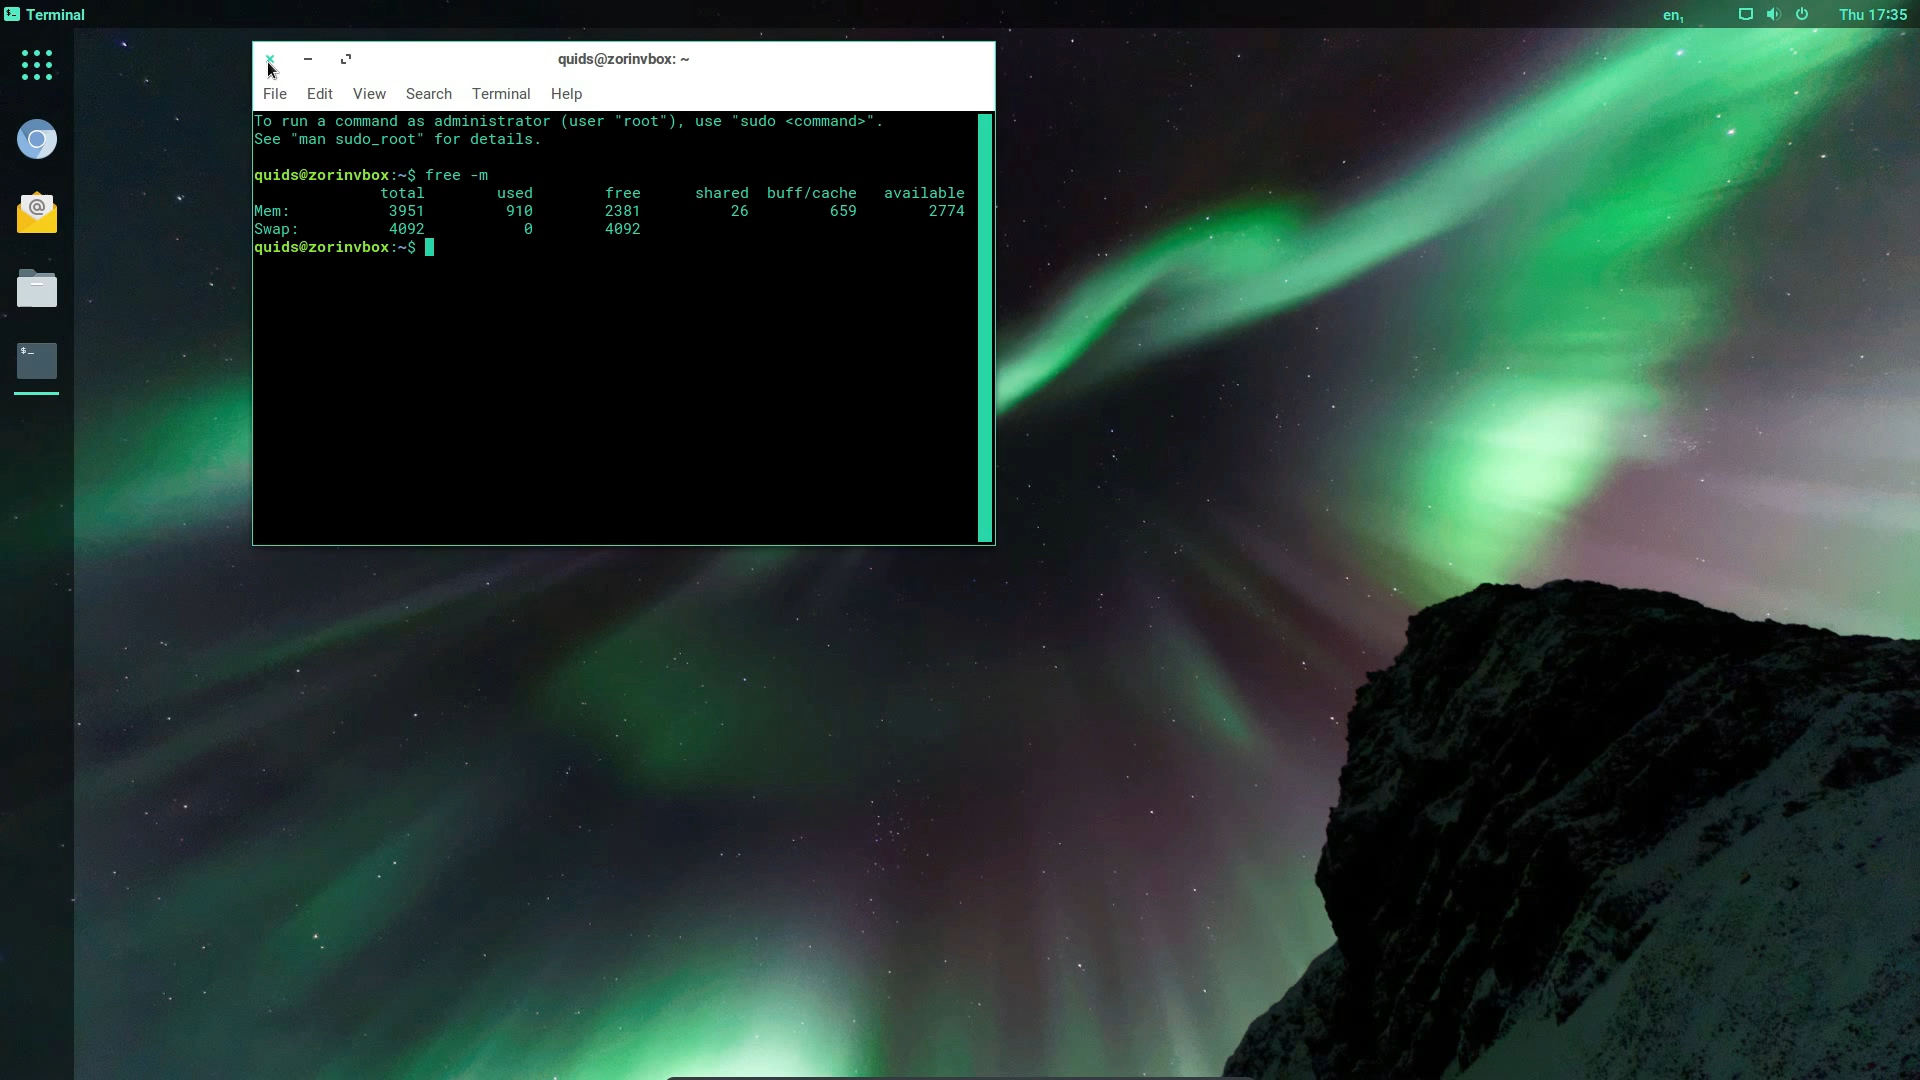 Terminal
en₁
Thu 17:35
quids@zorinvbox: ~
File Edit View Search Terminal Help
To run a command as administrator (user "root"), use "sudo <command>".
See "man sudo_root" for details.
quids@zorinvbox:~$ free -m
total used free shared buff/cache available
Mem: 3951 910 2381 26 659 2774
Swap: 4092 0 4092
quids@zorinvbox:~$
@
$_